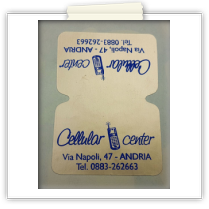 Tel. 0883-262663
Via Napoli, 47 - ANDRIA
Cellular center
Cellular center
Via Napoli, 47 - ANDRIA
Tel. 0883-262663